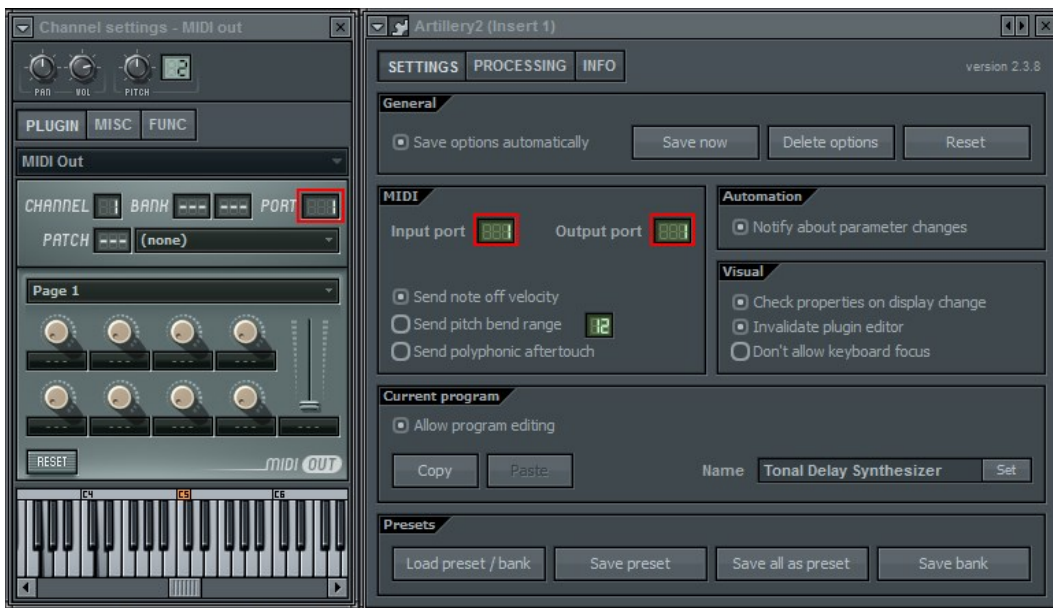 Channel settings - MIDI out
2
PAN VOL PITCH
PLUGIN MISC FUNC
MIDI Out
CHANNEL 1 BANK --- --- PORT 1
PATCH --- (none)
Page 1
--- --- --- ---
--- --- --- --- ---
RESET
MIDI OUT
C4 C5 C6
Artillery2 (Insert 1)
SETTINGS PROCESSING INFO
version 2.3.8
General
Save options automatically
Save now Delete options Reset
MIDI
Input port 1 Output port 1
Send note off velocity
Send pitch bend range 12
Send polyphonic aftertouch
Automation
Notify about parameter changes
Visual
Check properties on display change
Invalidate plugin editor
Don't allow keyboard focus
Current program
Allow program editing
Copy Paste Name Tonal Delay Synthesizer Set
Presets
Load preset / bank Save preset Save all as preset Save bank